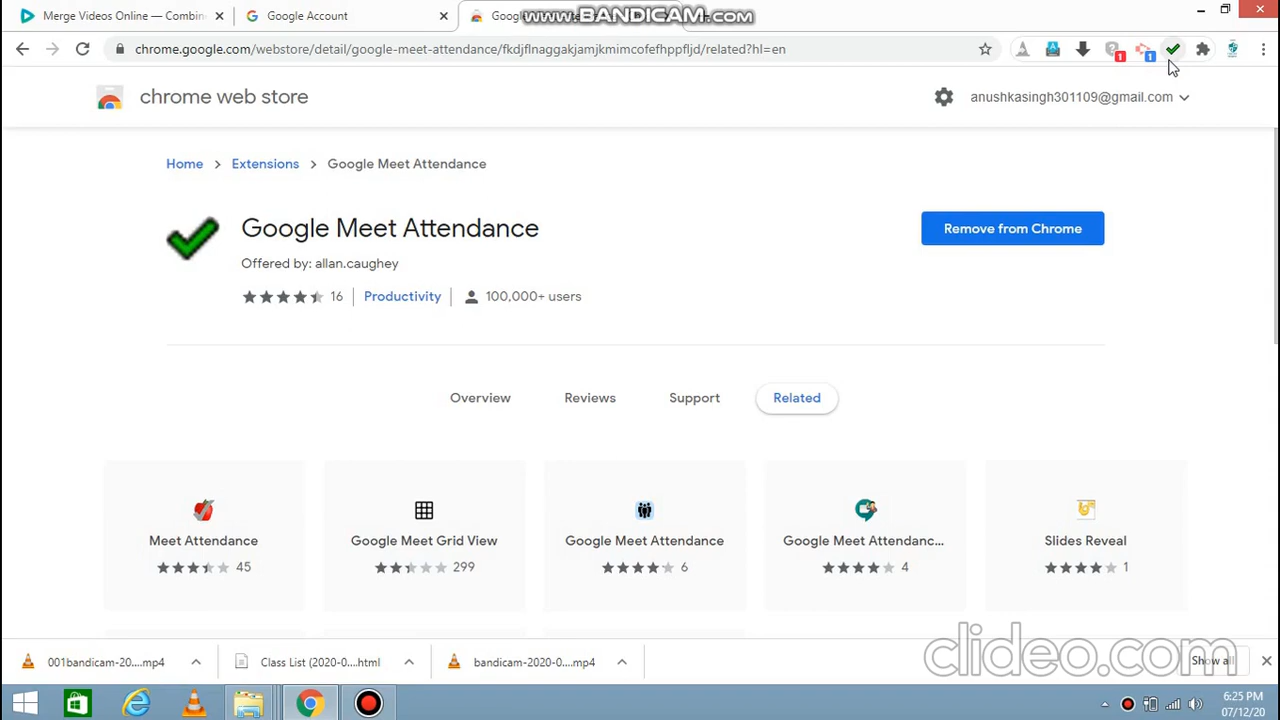 Merge Videos Online — Combin
Google Account
Goog
www.BANDICAM.com
chrome.google.com/webstore/detail/google-meet-attendance/fkdjflnaggakjamjkmimcofefhppfljd/related?hl=en
1
1
chrome web store
anushkasingh301109@gmail.com
Home > Extensions > Google Meet Attendance
Google Meet Attendance
Remove from Chrome
Offered by: allan.caughey
16 Productivity 100,000+ users
Overview Reviews Support Related
Meet Attendance
45
Google Meet Grid View
299
Google Meet Attendance
6
Google Meet Attendanc...
4
Slides Reveal
1
001bandicam-20....mp4
Class List (2020-0....html
bandicam-2020-0....mp4
Show all
clideo.com
6:25 PM
07/12/20